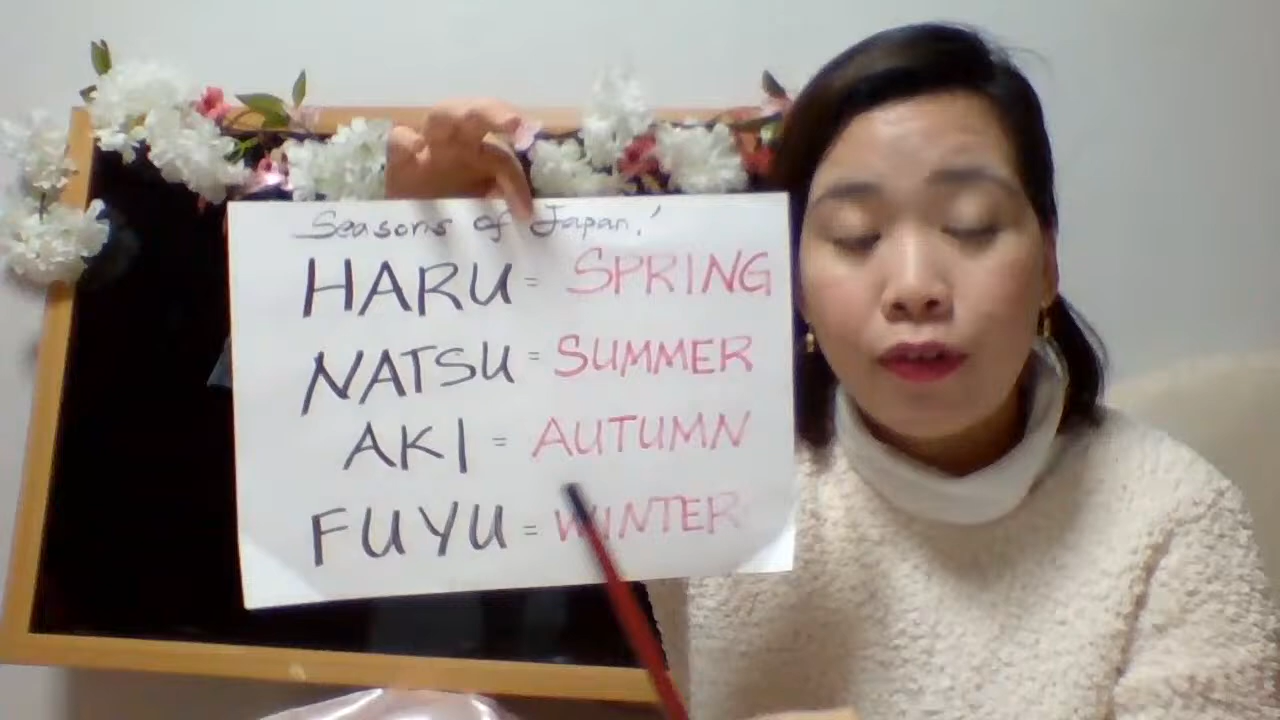 Seasons of Japan!
HARU = SPRING
NATSU = SUMMER
AKI = AUTUMN
FUYU = WINTER